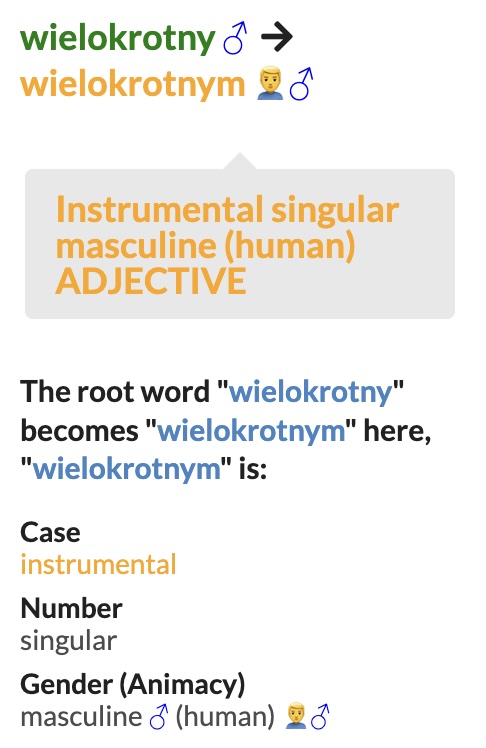 wielokrotny ♂ →
wielokrotnym 👨‍♂
Instrumental singular
masculine (human)
ADJECTIVE
The root word "wielokrotny"
becomes "wielokrotnym" here,
"wielokrotnym" is:
Case
instrumental
Number
singular
Gender (Animacy)
masculine ♂ (human) 👨‍♂